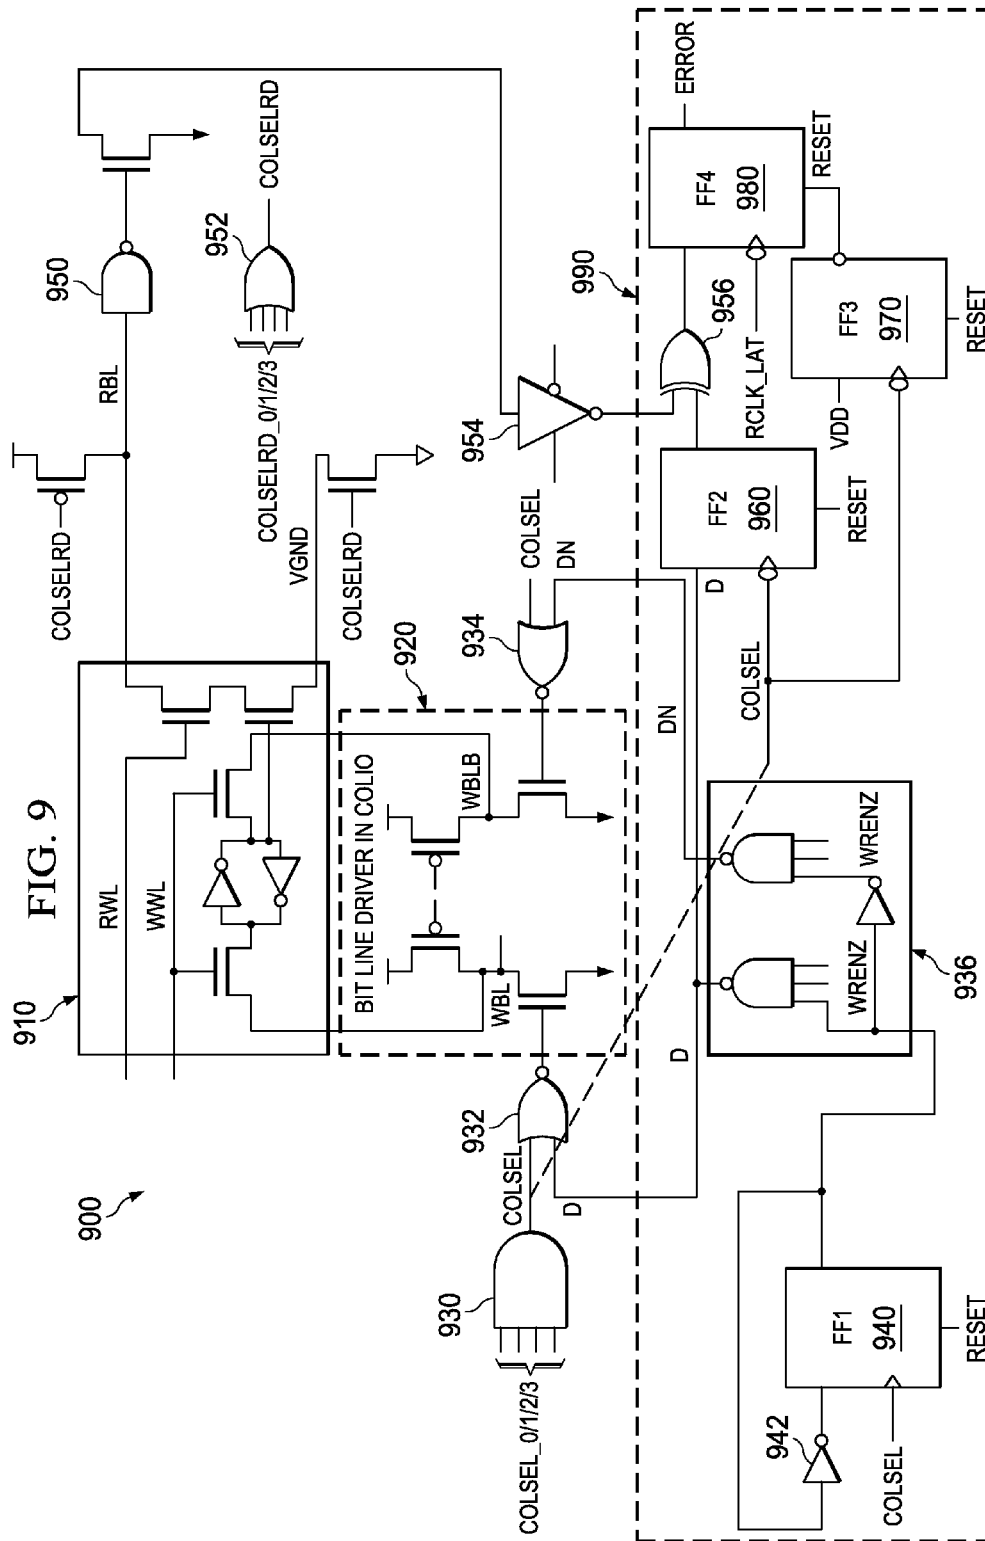 FIG. 9
900
910
RWL
WWL
COLSELRD
RBL
950
952
COLSELRD
COLSELRD_0/1/2/3
VGND
COLSELRD
920
BIT LINE DRIVER IN COLIO
WBL
WBLB
930
COLSEL_0/1/2/3
COLSEL
D
932
934
COLSEL
DN
954
990
D
DN
COLSEL
D
FF2
960
RESET
956
RCLK_LAT
FF4
980
ERROR
RESET
VDD
FF3
970
RESET
936
WRENZ
WRENZ
942
COLSEL
FF1
940
RESET